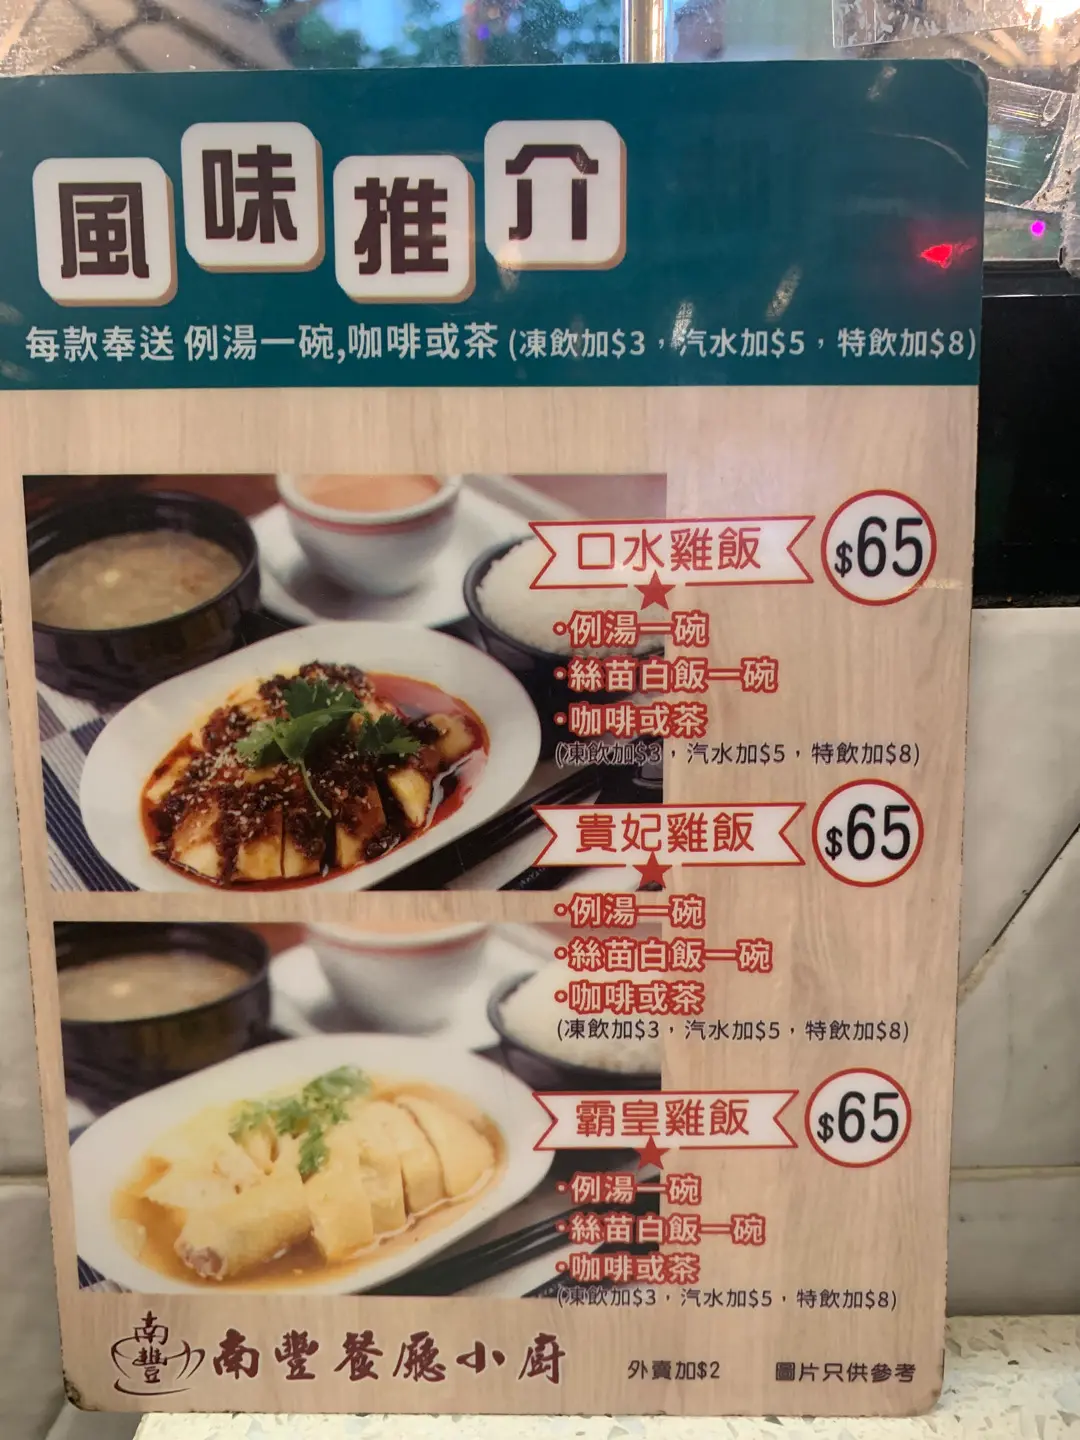 風味推介
每款奉送 例湯一碗,咖啡或茶 (凍飲加$3，汽水加$5，特飲加$8)
口水雞飯 $65
·例湯一碗
·絲苗白飯一碗
·咖啡或茶
(凍飲加$3，汽水加$5，特飲加$8)
貴妃雞飯 $65
·例湯一碗
·絲苗白飯一碗
·咖啡或茶
(凍飲加$3，汽水加$5，特飲加$8)
霸皇雞飯 $65
·例湯一碗
·絲苗白飯一碗
·咖啡或茶
(凍飲加$3，汽水加$5，特飲加$8)
南豐
南豐餐廳小廚
外賣加$2
圖片只供參考